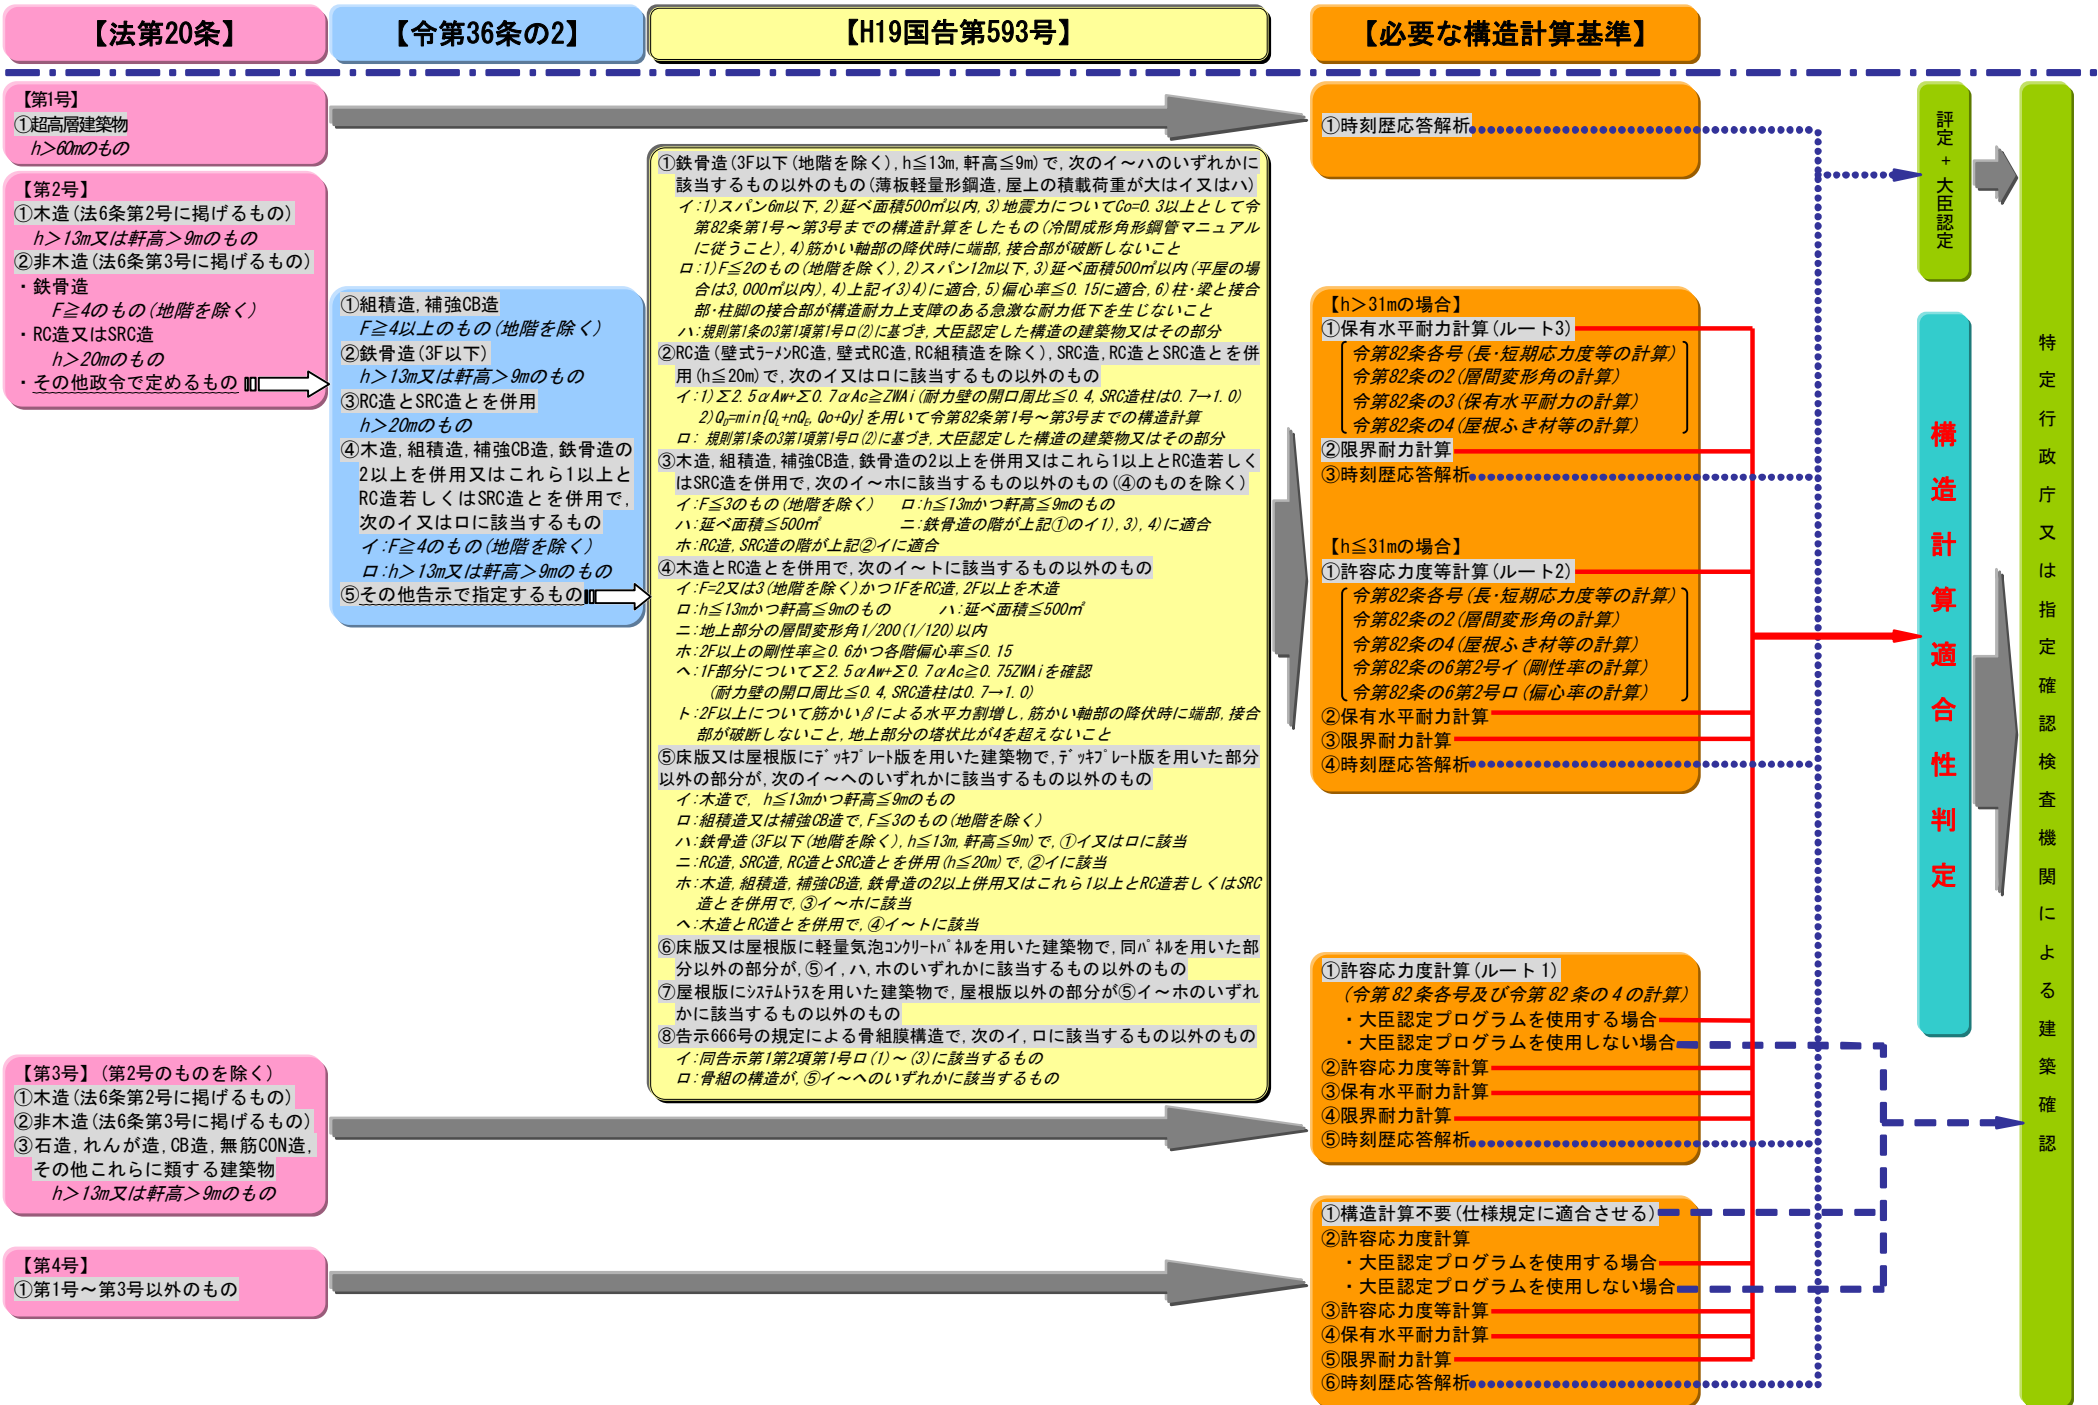 【法第20条】
【令第36条の2】
【H19国告第593号】
【必要な構造計算基準】
【第1号】
①超高層建築物
h＞60mのもの
【第2号】
①木造(法6条第2号に掲げるもの)
h＞13m又は軒高＞9mのもの
②非木造(法6条第3号に掲げるもの)
・鉄骨造
F≧4のもの(地階を除く)
・RC造又はSRC造
h＞20mのもの
・その他政令で定めるもの
【第3号】(第2号のものを除く)
①木造(法6条第2号に掲げるもの)
②非木造(法6条第3号に掲げるもの)
③石造,れんが造,CB造,無筋CON造,
その他これらに類する建築物
h＞13m又は軒高＞9mのもの
【第4号】
①第1号～第3号以外のもの
①組積造,補強CB造
F≧4以上のもの(地階を除く)
②鉄骨造(3F以下)
h＞13m又は軒高＞9mのもの
③RC造とSRC造とを併用
h＞20mのもの
④木造,組積造,補強CB造,鉄骨造の
2以上を併用又はこれら1以上と
RC造若しくはSRC造とを併用で,
次のイ又はロに該当するもの
イ:F≧4のもの(地階を除く)
ロ:h＞13m又は軒高＞9mのもの
⑤その他告示で指定するもの
①鉄骨造(3F以下(地階を除く),h≦13m,軒高≦9m)で,次のイ～ハのいずれかに
該当するもの以外のもの(薄板軽量形鋼造,屋上の積載荷重が大はイ又はハ)
イ:1)スパン6m以下,2)延べ面積500㎡以内,3)地震力についてCo=0.3以上として令
第82条第1号～第3号までの構造計算をしたもの(冷間成形角形鋼管マニュアル
に従うこと),4)筋かい軸部の降伏時に端部,接合部が破断しないこと
ロ:1)F≦2のもの(地階を除く),2)スパン12m以下,3)延べ面積500㎡以内(平屋の場
合は3,000㎡以内),4)上記イ3)4)に適合,5)偏心率≦0.15に適合,6)柱･梁と接合
部･柱脚の接合部が構造耐力上支障のある急激な耐力低下を生じないこと
ハ:規則第1条の3第1項第1号ロ(2)に基づき,大臣認定した構造の建築物又はその部分
②RC造(壁式ﾗｰﾒﾝRC造,壁式RC造,RC組積造を除く),SRC造,RC造とSRC造とを併
用(h≦20m)で,次のイ又はロに該当するもの以外のもの
イ:1)Σ2.5αAw+Σ0.7αAc≧ZWAi(耐力壁の開口周比≦0.4,SRC造柱は0.7→1.0)
2)QD=min{QL+nQE,Qo+Qy}を用いて令第82条第1号～第3号までの構造計算
ロ: 規則第1条の3第1項第1号ロ(2)に基づき,大臣認定した構造の建築物又はその部分
③木造,組積造,補強CB造,鉄骨造の2以上を併用又はこれら1以上とRC造若しく
はSRC造を併用で,次のイ～ホに該当するもの以外のもの(④のものを除く)
イ:F≦3のもの(地階を除く)　ロ:h≦13mかつ軒高≦9mのもの
ハ:延べ面積≦500㎡　ニ:鉄骨造の階が上記①のイ1),3),4)に適合
ホ:RC造,SRC造の階が上記②イに適合
④木造とRC造とを併用で,次のイ～トに該当するもの以外のもの
イ:F=2又は3(地階を除く)かつ1FをRC造,2F以上を木造
ロ:h≦13mかつ軒高≦9mのもの　ハ:延べ面積≦500㎡
ニ:地上部分の層間変形角1/200(1/120)以内
ホ:2F以上の剛性率≧0.6かつ各階偏心率≦0.15
ヘ:1F部分についてΣ2.5αAw+Σ0.7αAc≧0.75ZWAiを確認
(耐力壁の開口周比≦0.4,SRC造柱は0.7→1.0)
ト:2F以上について筋かいβによる水平力割増し,筋かい軸部の降伏時に端部,接合
部が破断しないこと,地上部分の塔状比が4を超えないこと
⑤床版又は屋根版にﾃﾞｯｷﾌﾟﾚｰﾄ版を用いた建築物で,ﾃﾞｯｷﾌﾟﾚｰﾄ版を用いた部分
以外の部分が,次のイ～ヘのいずれかに該当するもの以外のもの
イ:木造で, h≦13mかつ軒高≦9mのもの
ロ:組積造又は補強CB造で,F≦3のもの(地階を除く)
ハ:鉄骨造(3F以下(地階を除く),h≦13m,軒高≦9m)で,①イ又はロに該当
ニ:RC造,SRC造,RC造とSRC造とを併用(h≦20m)で,②イに該当
ホ:木造,組積造,補強CB造,鉄骨造の2以上併用又はこれら1以上とRC造若しくはSRC
造とを併用で,③イ～ホに該当
ヘ:木造とRC造とを併用で,④イ～トに該当
⑥床版又は屋根版に軽量気泡ｺﾝｸﾘｰﾄﾊﾟﾈﾙを用いた建築物で,同ﾊﾟﾈﾙを用いた部
分以外の部分が,⑤イ,ハ,ホのいずれかに該当するもの以外のもの
⑦屋根版にｼｽﾃﾑﾄﾗｽを用いた建築物で,屋根版以外の部分が⑤イ～ホのいずれ
かに該当するもの以外のもの
⑧告示666号の規定による骨組膜構造で,次のイ,ロに該当するもの以外のもの
イ:同告示第1第2項第1号ロ(1)～(3)に該当するもの
ロ:骨組の構造が,⑤イ～ヘのいずれかに該当するもの
①時刻歴応答解析
【h＞31mの場合】
①保有水平耐力計算(ルート3)
令第82条各号(長･短期応力度等の計算)
令第82条の2(層間変形角の計算)
令第82条の3(保有水平耐力の計算)
令第82条の4(屋根ふき材等の計算)
②限界耐力計算
③時刻歴応答解析
【h≦31mの場合】
①許容応力度等計算(ルート2)
令第82条各号(長･短期応力度等の計算)
令第82条の2(層間変形角の計算)
令第82条の4(屋根ふき材等の計算)
令第82条の6第2号イ(剛性率の計算)
令第82条の6第2号ロ(偏心率の計算)
②保有水平耐力計算
③限界耐力計算
④時刻歴応答解析
①許容応力度計算(ルート1)
(令第82条各号及び令第82条の4の計算)
・大臣認定プログラムを使用する場合
・大臣認定プログラムを使用しない場合
②許容応力度等計算
③保有水平耐力計算
④限界耐力計算
⑤時刻歴応答解析
①構造計算不要(仕様規定に適合させる)
②許容応力度計算
・大臣認定プログラムを使用する場合
・大臣認定プログラムを使用しない場合
③許容応力度等計算
④保有水平耐力計算
⑤限界耐力計算
⑥時刻歴応答解析
評定+大臣認定
構造計算適合性判定
特定行政庁又は指定確認検査機関による建築確認